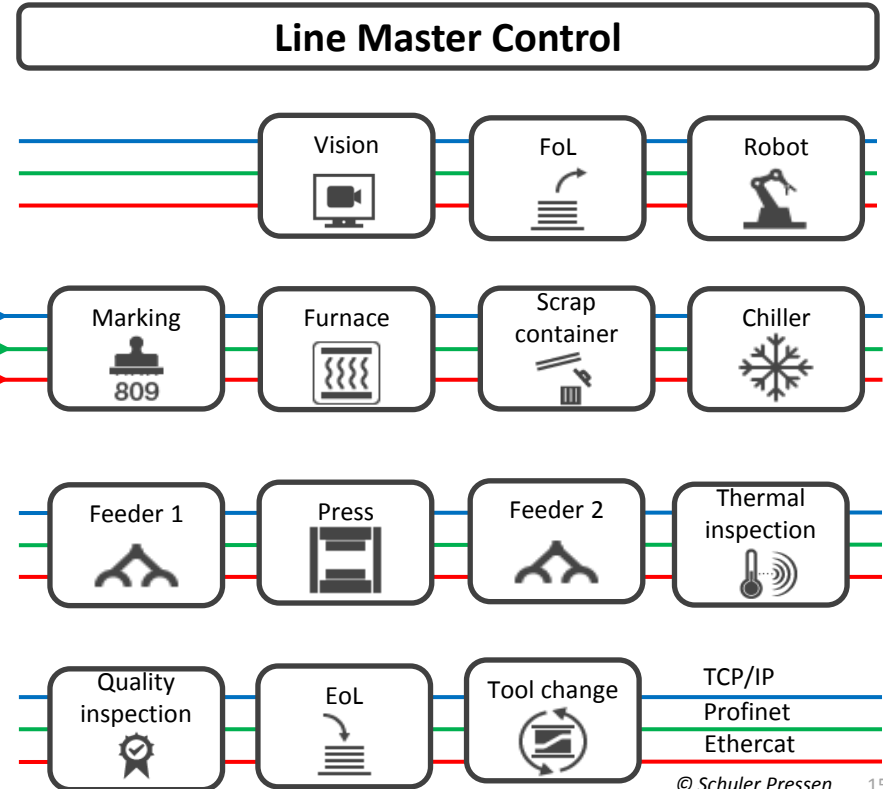 Line Master Control
Vision
FoL
Robot
Marking
809
Furnace
Scrap
container
Chiller
Feeder 1
Press
Feeder 2
Thermal
inspection
Quality
inspection
EoL
Tool change
TCP/IP
Profinet
Ethercat
© Schuler Pressen
15